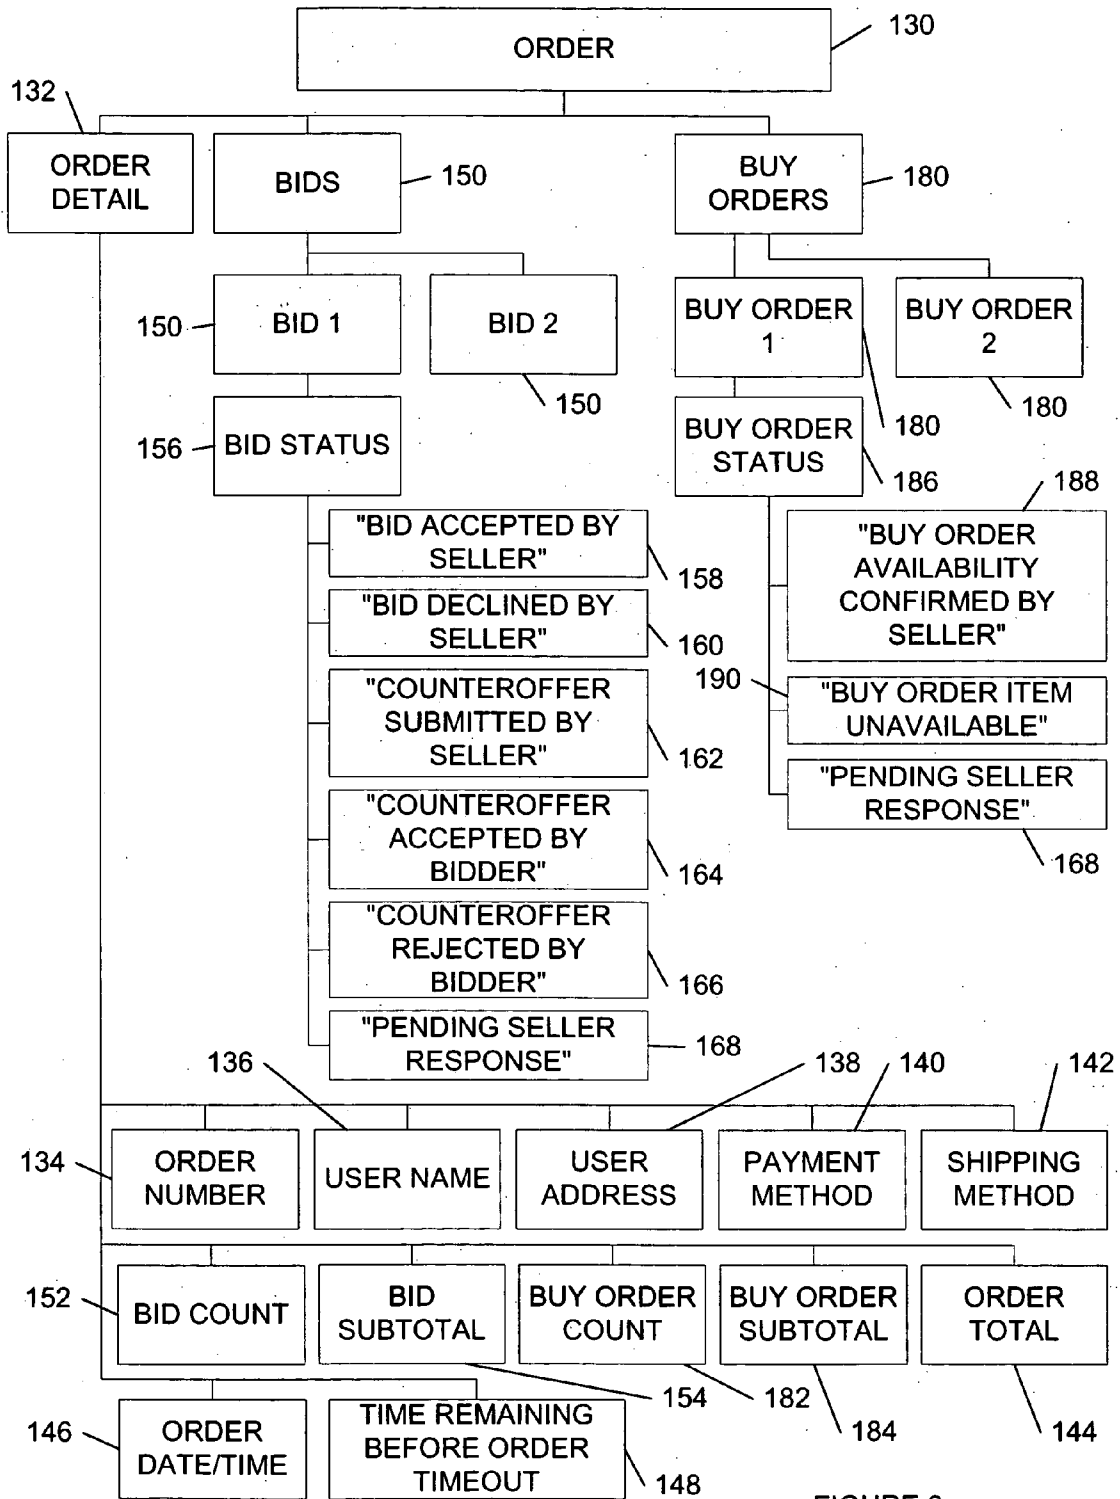 ORDER
130
132
ORDER
DETAIL
BIDS
150
BUY
ORDERS
180
150
BID 1
BID 2
150
BUY ORDER
1
180
BUY ORDER
2
180
156
BID STATUS
BUY ORDER
STATUS
186
188
"BID ACCEPTED BY
SELLER"
158
"BID DECLINED BY
SELLER"
160
"COUNTEROFFER
SUBMITTED BY
SELLER"
162
"COUNTEROFFER
ACCEPTED BY
BIDDER"
164
"COUNTEROFFER
REJECTED BY
BIDDER"
166
"PENDING SELLER
RESPONSE"
168
"BUY ORDER
AVAILABILITY
CONFIRMED BY
SELLER"
190
"BUY ORDER ITEM
UNAVAILABLE"
"PENDING SELLER
RESPONSE"
168
136
138
140
142
134
ORDER
NUMBER
USER NAME
USER
ADDRESS
PAYMENT
METHOD
SHIPPING
METHOD
152
BID COUNT
BID
SUBTOTAL
BUY ORDER
COUNT
BUY ORDER
SUBTOTAL
ORDER
TOTAL
154
182
184
144
146
ORDER
DATE/TIME
TIME REMAINING
BEFORE ORDER
TIMEOUT
148